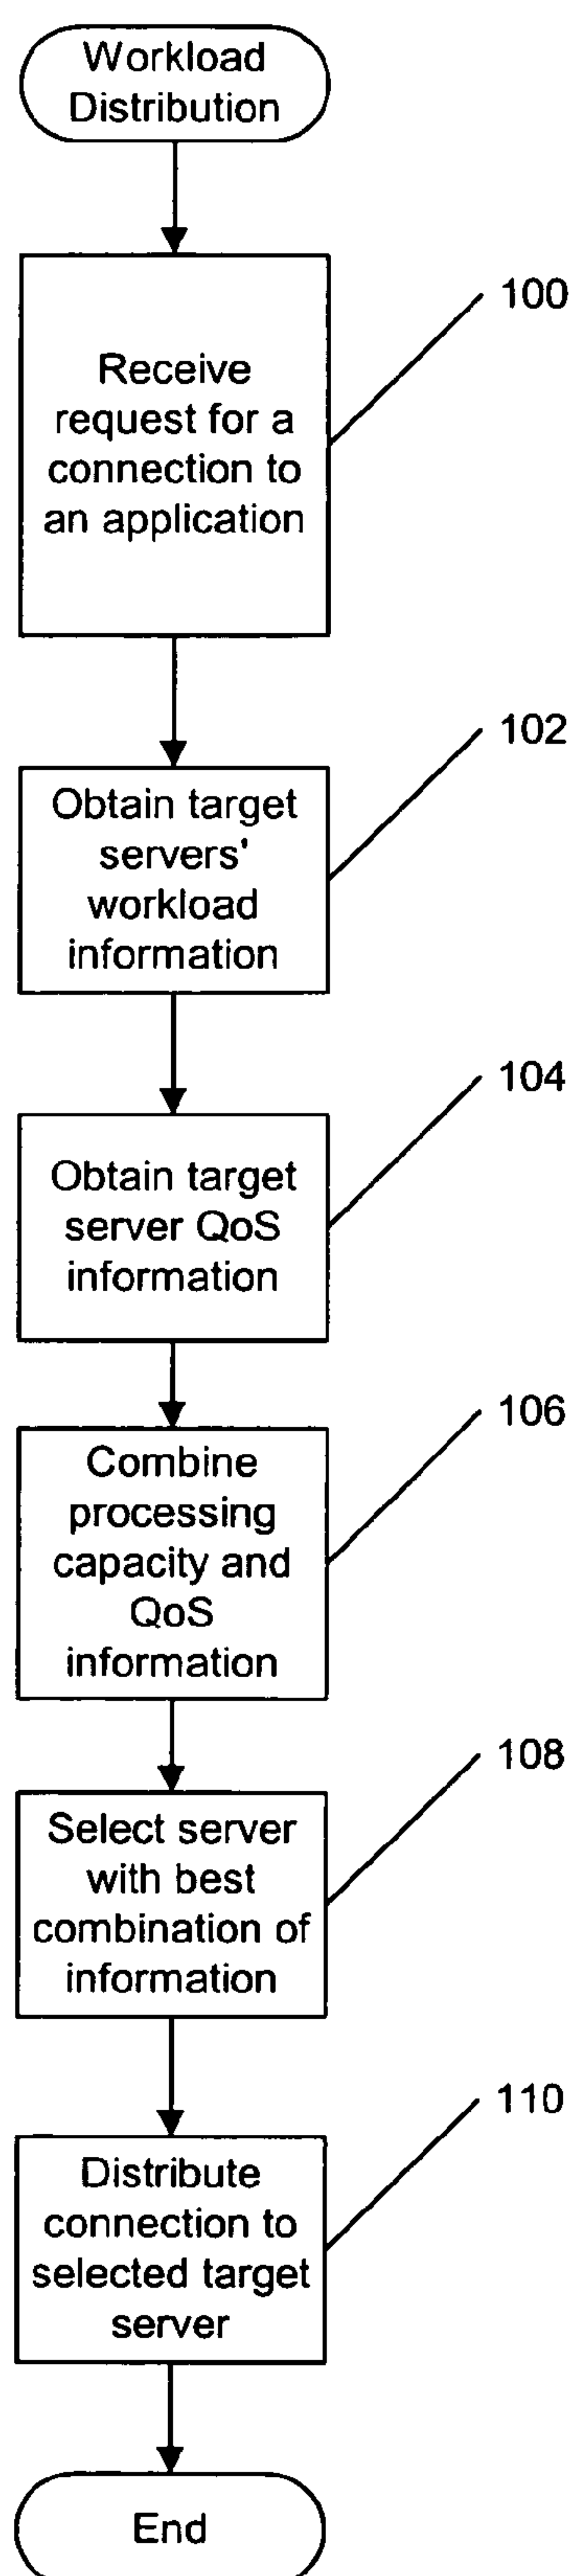 Workload
Distribution
100
Receive
request for a
connection to
an application
102
Obtain target
servers'
workload
information
104
Obtain target
server QoS
information
106
Combine
processing
capacity and
QoS
information
108
Select server
with best
combination of
information
110
Distribute
connection to
selected target
server
End